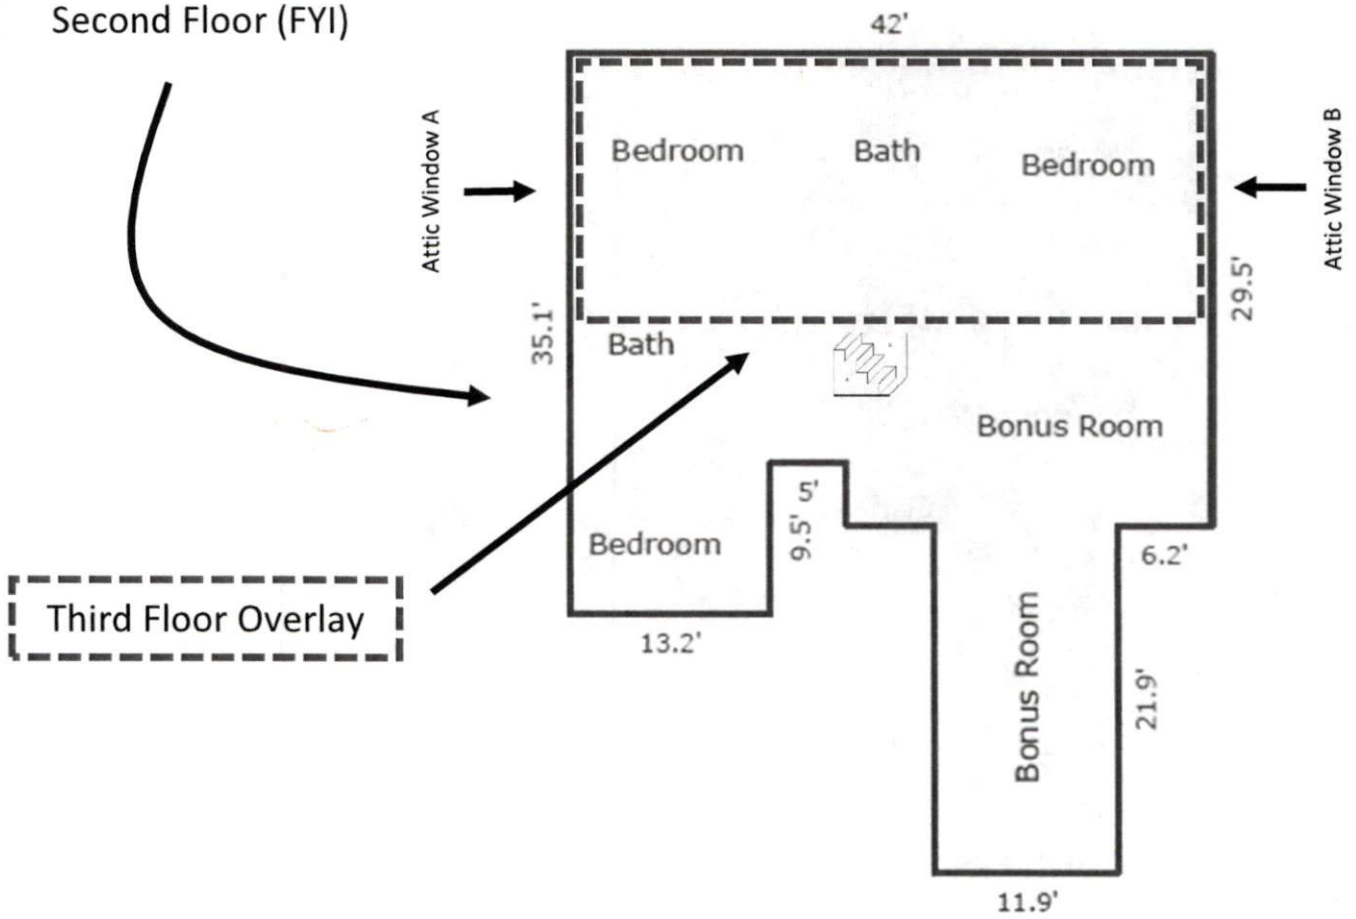 Second Floor (FYI)
42'
Attic Window A
Bedroom
Bath
Bedroom
Attic Window B
35.1'
29.5'
Bath
Bonus Room
5'
9.5'
Bedroom
6.2'
Third Floor Overlay
13.2'
Bonus Room
21.9'
11.9'